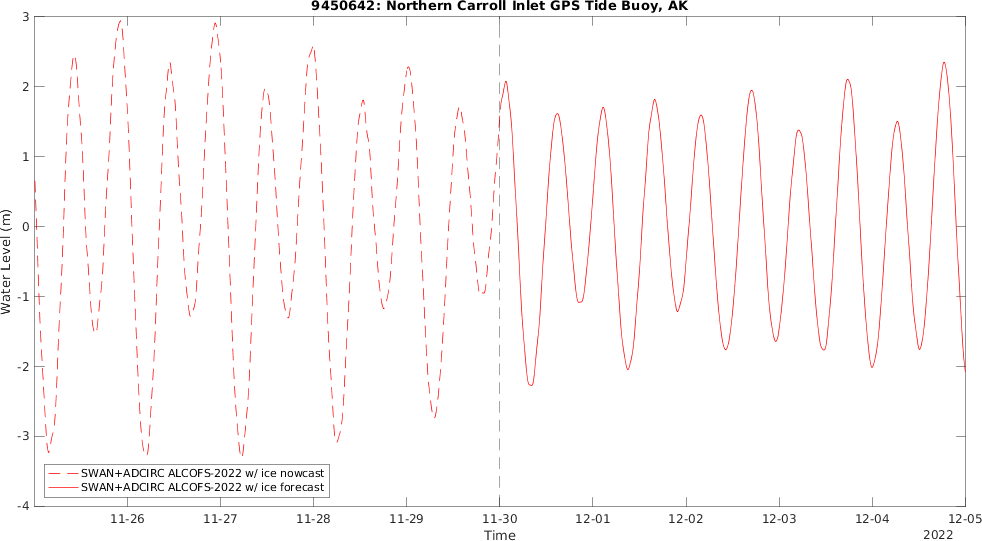 9450642: Northern Carroll Inlet GPS Tide Buoy, AK
3
2
1
0
-1
-2
-3
-4
Water Level (m)
SWAN+ADCIRC ALCOFS-2022 w/ ice nowcast
SWAN+ADCIRC ALCOFS-2022 w/ ice forecast
11-26 11-27 11-28 11-29 11-30 12-01 12-02 12-03 12-04 12-05
Time
2022